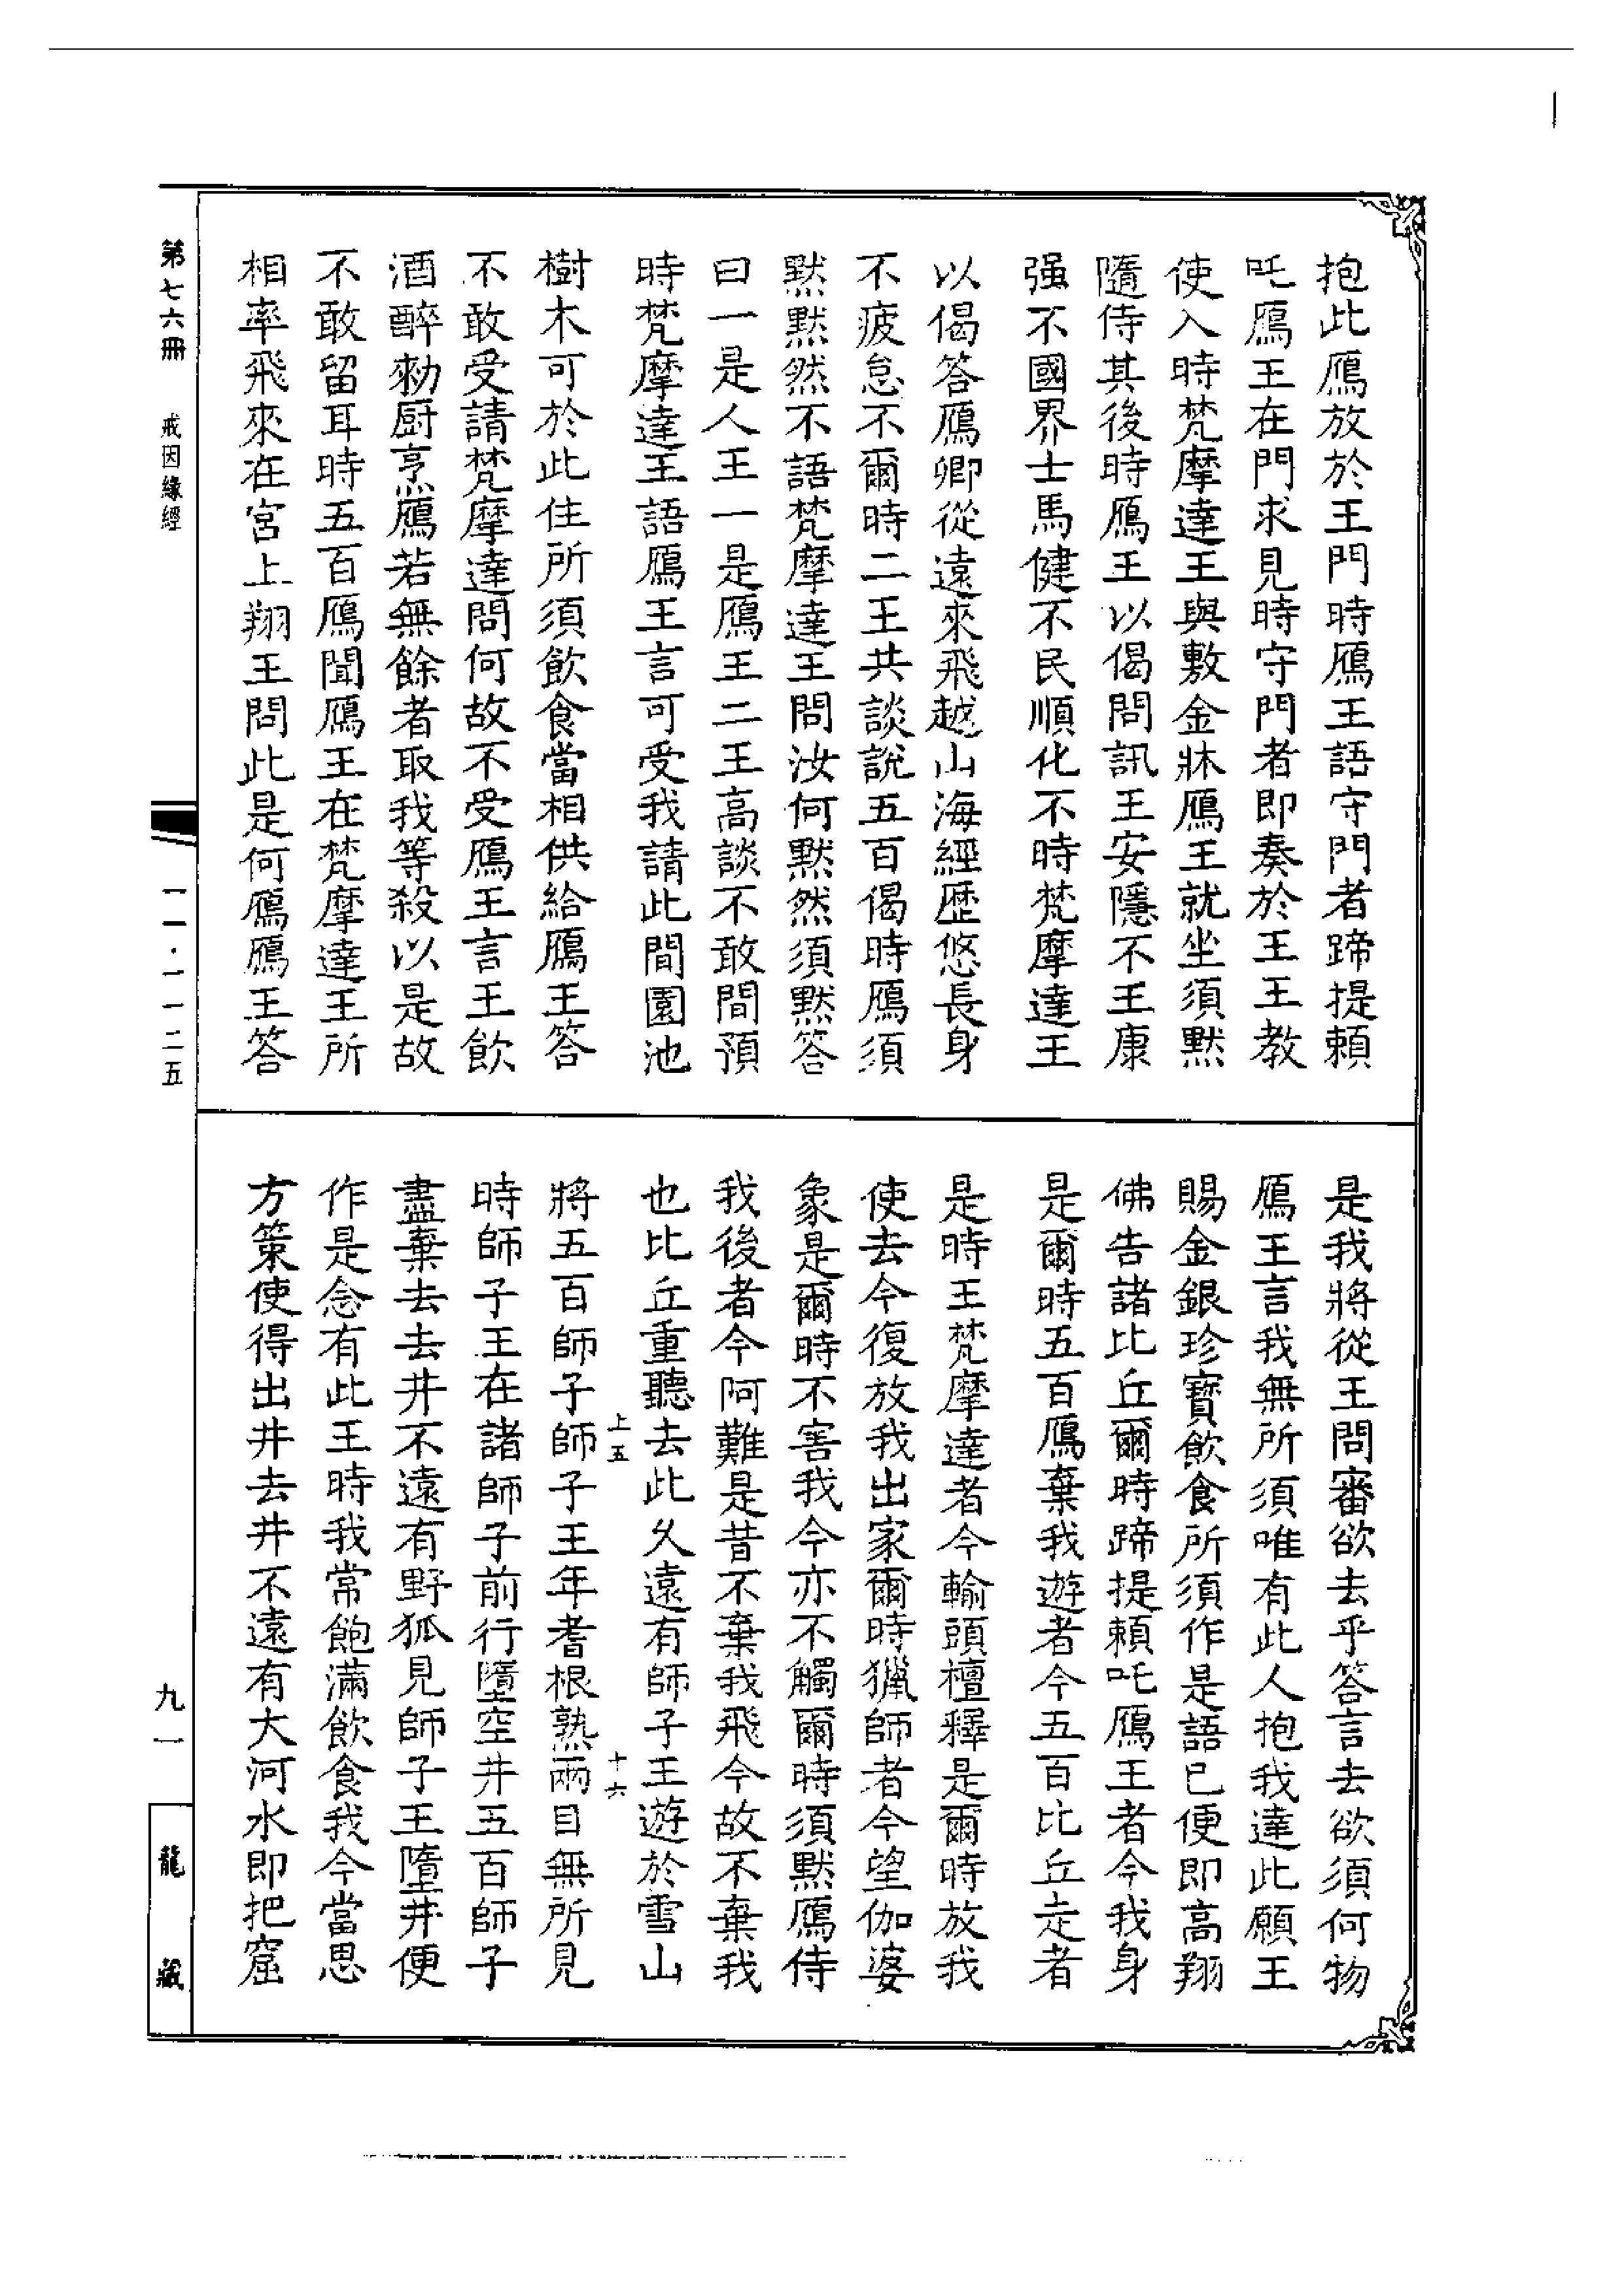 抱此鴈放於王門時鴈王語守門者蹄提賴
吒鴈王在門求見時守門者即奏於王王教
使入時梵摩達王與敷金牀鴈王就坐須默
隨侍其後時鴈王以偈問訊王安隱不王康
强不國界士馬健不民順化不時梵摩達王
以偈答鴈卿從遠來飛越山海經歷悠長身
不疲怠不爾時二王共談說五百偈時鴈須
默默然不語梵摩達王問汝何默然須默答
曰一是人王一是鴈王二王高談不敢間預
時梵摩達王語鴈王言可受我請此間園池
樹木可於此住所須飲食當相供給鴈王答
不敢受請梵摩達問何故不受鴈王言王飲
酒醉勑厨烹鴈若無餘者取我等殺以是故
不敢留耳時五百鴈聞鴈王在梵摩達王所
相率飛來在宮上翔王問此是何鴈鴈王答
是我將從王問審欲去乎答言去欲須何物
鴈王言我無所須唯有此人抱我達此願王
賜金銀珍寶飲食所須作是語已便即高翔
佛告諸比丘爾時蹄提賴吒鴈王者今我身
是爾時五百鴈棄我遊者今五百比丘走者
是時王梵摩達者今輸頭檀釋是爾時放我
使去今復放我出家爾時獵師者今望伽婆
象是爾時不害我今亦不觸爾時須默鴈侍
我後者今阿難是昔不棄我飛今故不棄我
也比丘重聽去此久遠有師子王遊於雪山
上五
十六
將五百師子師子王年耆根熟兩目無所見
時師子王在諸師子前行墮空井五百師子
盡棄去去井不遠有野狐見師子王墮井便
作是念有此王時我常飽滿飲食我今當思
方策使得出井去井不遠有大河水即把窟
第七六冊
戒因緣經
一一·一一二五
九一
龍藏